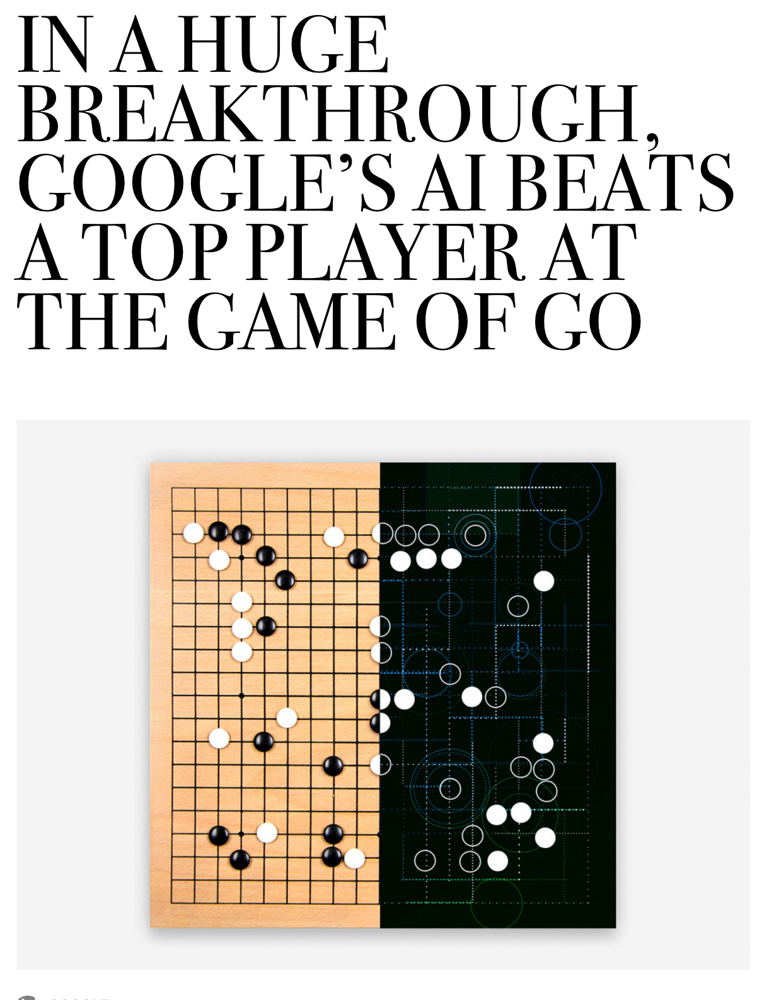 IN A HUGE
BREAKTHROUGH,
GOOGLE’S AI BEATS
A TOP PLAYER AT
THE GAME OF GO